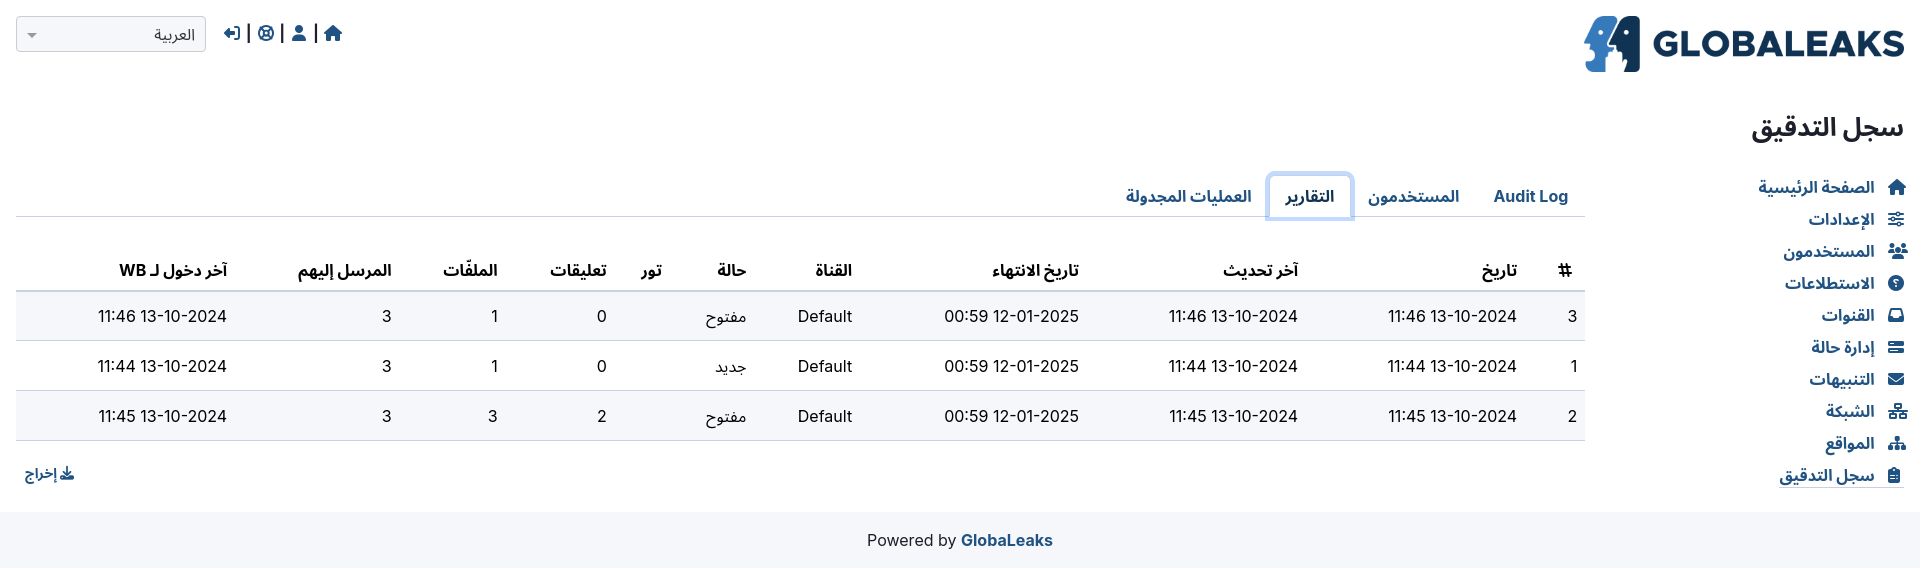 GLOBALEAKS
العربية
سجل التدقيق
الصفحة الرئيسية
الإعدادات
المستخدمون
الاستطلاعات
القنوات
إدارة حالة
التنبيهات
الشبكة
المواقع
سجل التدقيق
Audit Log المستخدمون التقارير العمليات المجدولة
# تاريخ آخر تحديث تاريخ الانتهاء القناة حالة تور تعليقات الملفّات المرسل إليهم آخر دخول لـ WB
3 13-10-2024 11:46 13-10-2024 11:46 12-01-2025 00:59 Default مفتوح 0 1 3 13-10-2024 11:46
1 13-10-2024 11:44 13-10-2024 11:44 12-01-2025 00:59 Default جديد 0 1 3 13-10-2024 11:44
2 13-10-2024 11:45 13-10-2024 11:45 12-01-2025 00:59 Default مفتوح 2 3 3 13-10-2024 11:45
إخراج
Powered by GlobaLeaks